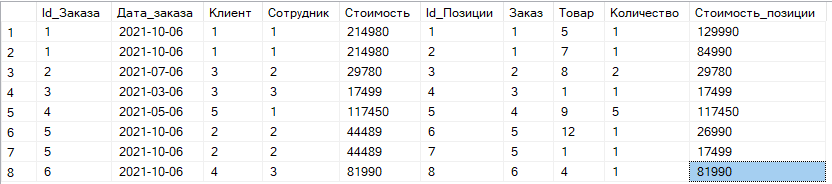 Id_Заказа Дата_заказа Клиент Сотрудник Стоимость Id_Позиции Заказ Товар Количество Стоимость_позиции
1 1 2021-10-06 1 1 214980 1 1 5 1 129990
2 1 2021-10-06 1 1 214980 2 1 7 1 84990
3 2 2021-07-06 3 2 29780 3 2 8 2 29780
4 3 2021-03-06 3 3 17499 4 3 1 1 17499
5 4 2021-05-06 5 1 117450 5 4 9 5 117450
6 5 2021-10-06 2 2 44489 6 5 12 1 26990
7 5 2021-10-06 2 2 44489 7 5 1 1 17499
8 6 2021-10-06 4 3 81990 8 6 4 1 81990